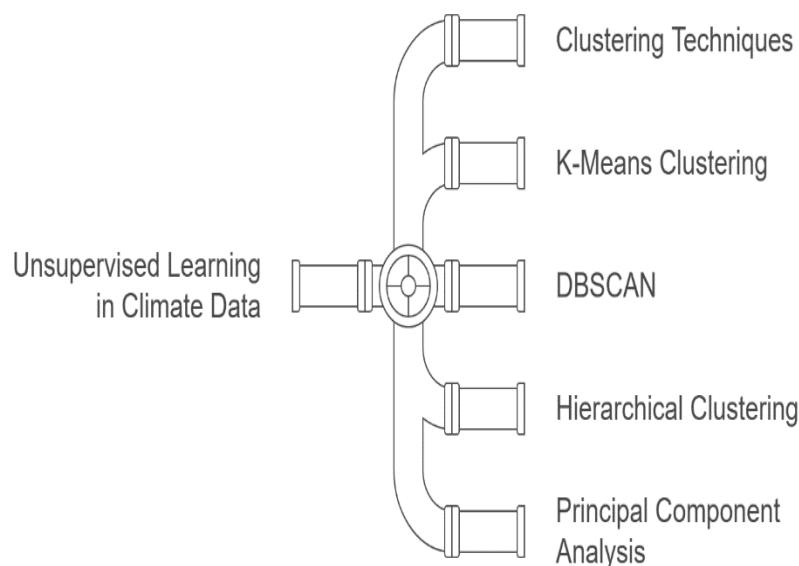 Clustering Techniques
K-Means Clustering
Unsupervised Learning
in Climate Data
DBSCAN
Hierarchical Clustering
Principal Component
Analysis